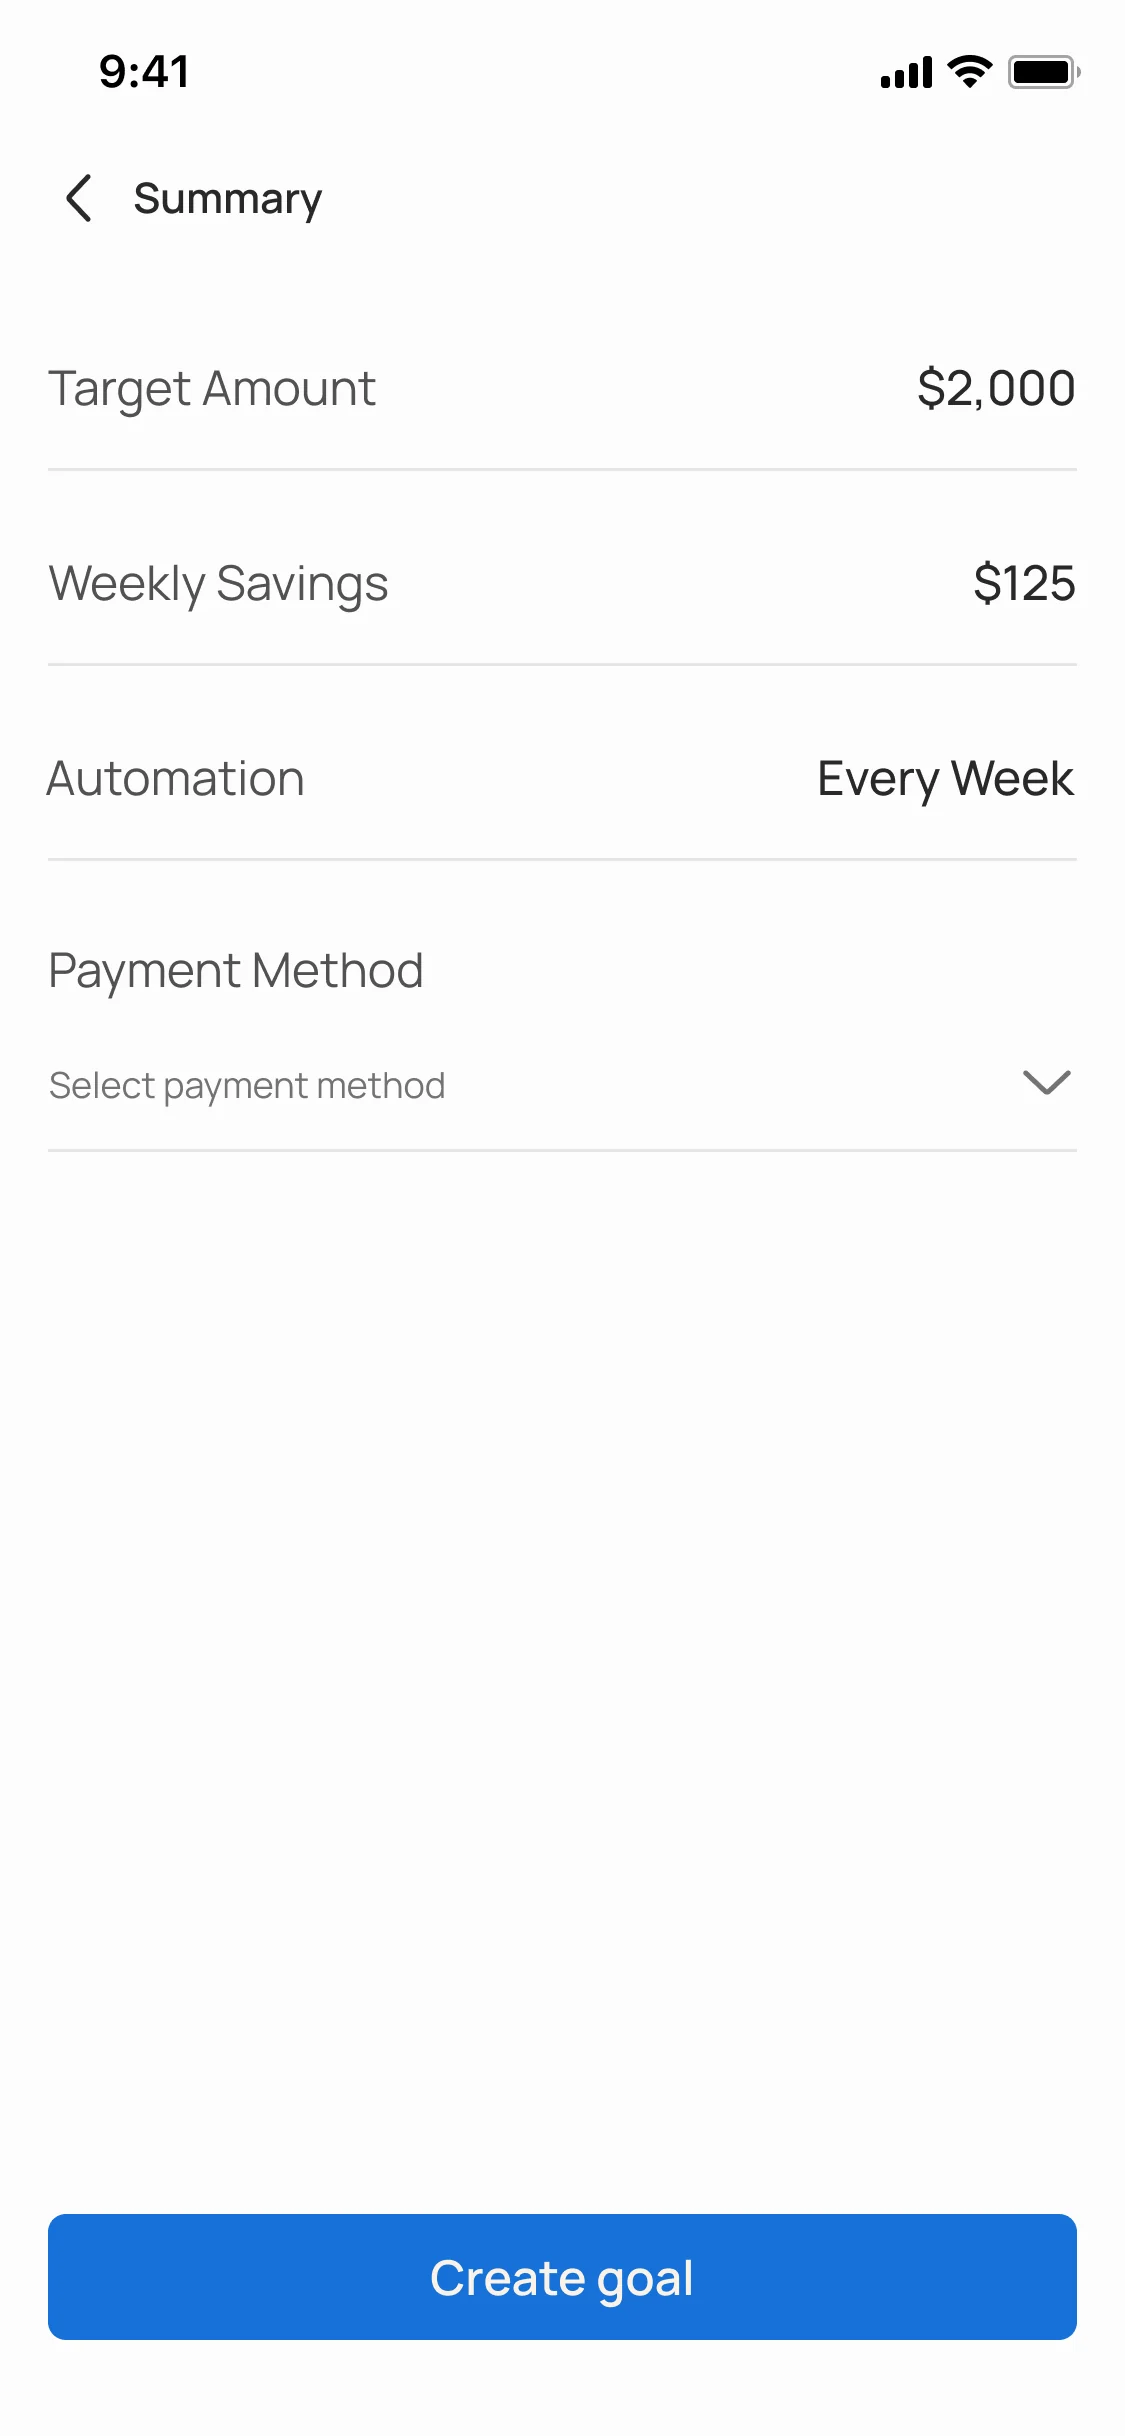 9:41
Summary
Target Amount $2,000
Weekly Savings $125
Automation Every Week
Payment Method
Select payment method
Create goal